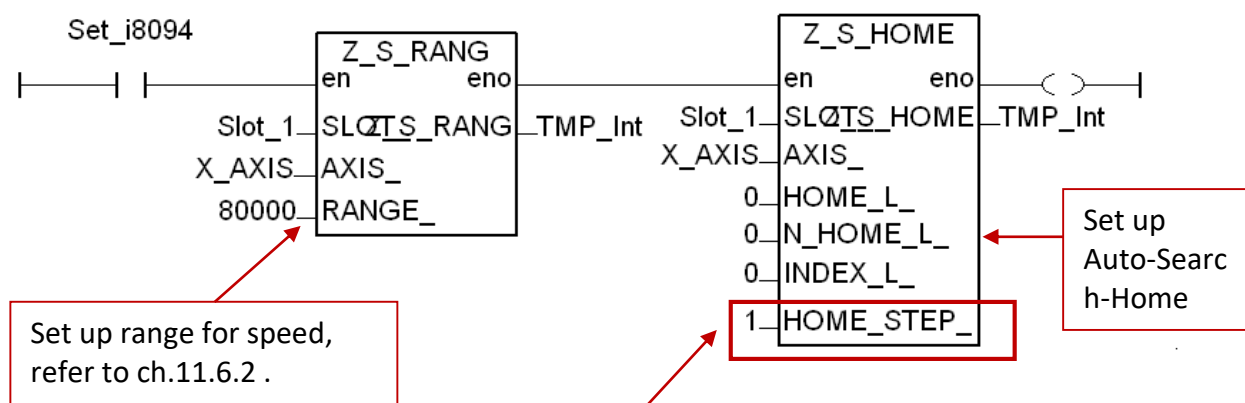 Set_i8094
Z_S_RANG
en eno
Slot_1 SLOT_ Z_S_RANG TMP_Int
X_AXIS AXIS_
80000 RANGE_
Z_S_HOME
en eno
Slot_1 SLOT_ Z_S_HOME TMP_Int
X_AXIS AXIS_
0 HOME_L_
0 N_HOME_L_
0 INDEX_L_
1 HOME_STEP_
Set up
Auto-Searc
h-Home
Set up range for speed,
refer to ch.11.6.2 .